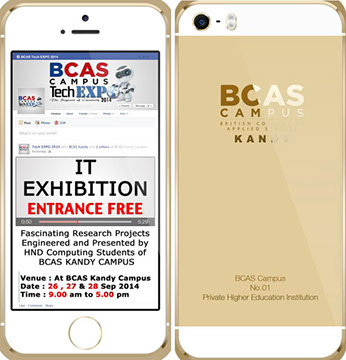 BCAS Tech EXPO 2014
BCAS
CAMPUS
TechEXPO
2014
IT
EXHIBITION
ENTRANCE FREE
Fascinating Research Projects
Engineered and Presented by
HND Computing Students of
BCAS KANDY CAMPUS
Venue : At BCAS Kandy Campus
Date : 26 , 27 & 28 Sep 2014
Time : 9.00 am to 5.00 pm
BCAS
CAMPUS
KANDY
BCAS Campus
No.01
Private Higher Education Institution